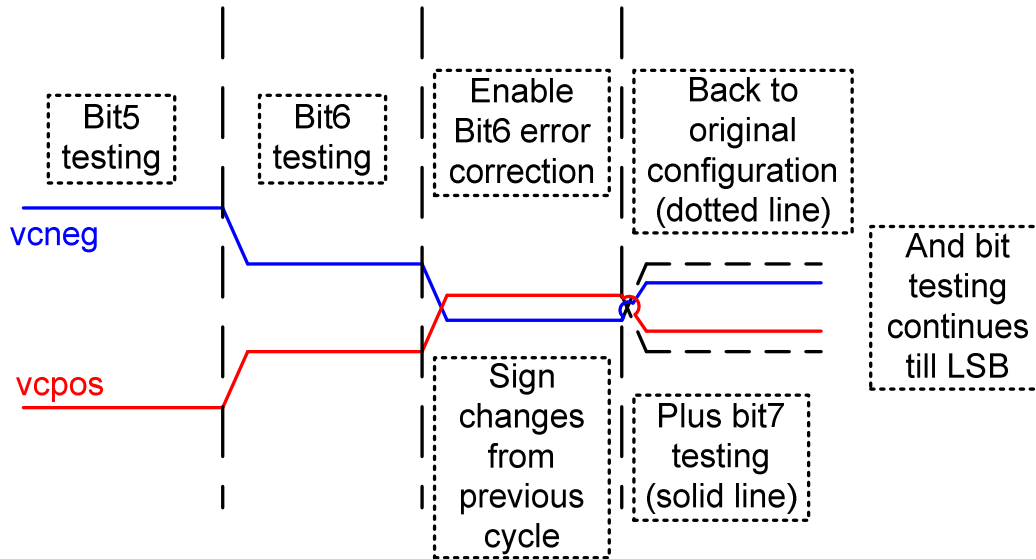 Bit5
testing
Bit6
testing
Enable
Bit6 error
correction
Back to
original
configuration
(dotted line)
vcneg
vcpos
And bit
testing
continues
till LSB
Sign
changes
from
previous
cycle
Plus bit7
testing
(solid line)